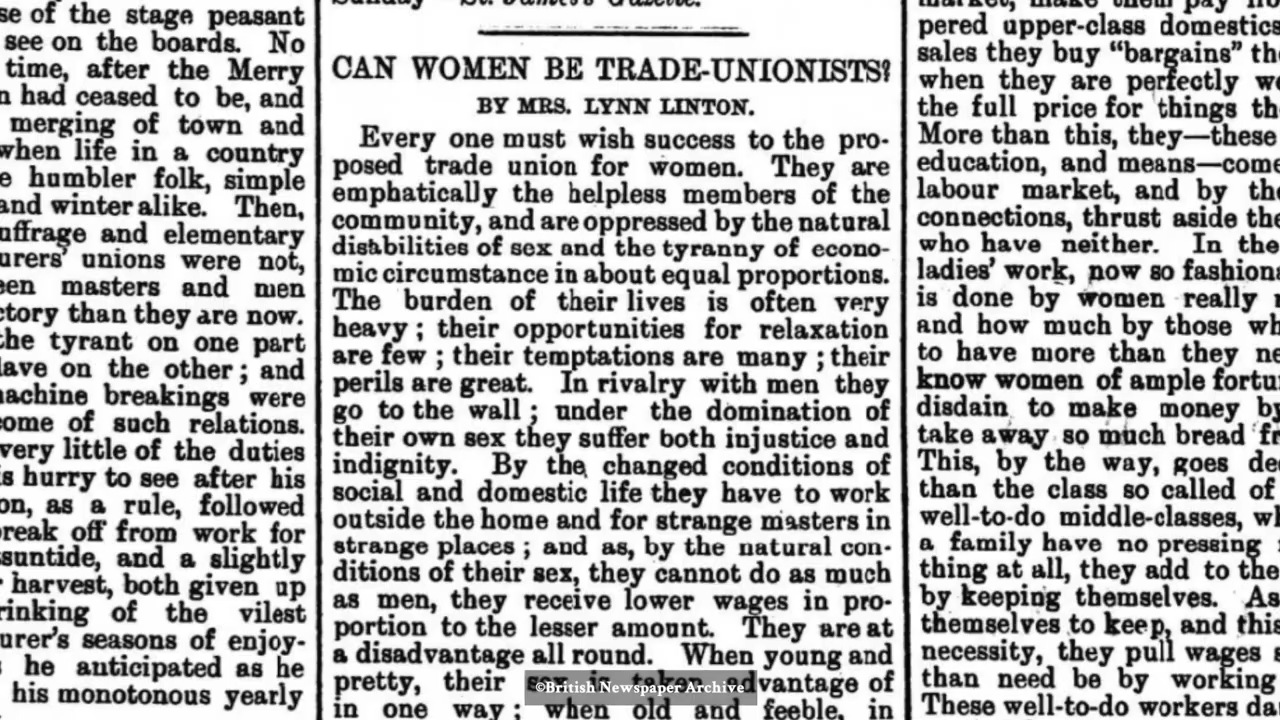 se of the stage peasant
see on the boards. No
time, after the Merry
n had ceased to be, and
merging of town and
when life in a country
e humbler folk, simple
and winter alike. Then,
uffrage and elementary
urers' unions were not,
een masters and men
ctory than they are now.
the tyrant on one part
lave on the other; and
machine breakings were
come of such relations.
very little of the duties
is hurry to see after his
on, as a rule, followed
break off from work for
ssuntide, and a slightly
r harvest, both given up
rinking of the vilest
urer's seasons of enjoy-
s he anticipated as he
his monotonous yearly
Sunday
St. James's Gazette.
CAN WOMEN BE TRADE-UNIONISTS?
BY MRS. LYNN LINTON.
Every one must wish success to the pro-
posed trade union for women. They are
emphatically the helpless members of the
community, and are oppressed by the natural
disabilities of sex and the tyranny of econo-
mic circumstance in about equal proportions.
The burden of their lives is often very
heavy; their opportunities for relaxation
are few; their temptations are many; their
perils are great. In rivalry with men they
go to the wall; under the domination of
their own sex they suffer both injustice and
indignity. By the changed conditions of
social and domestic life they have to work
outside the home and for strange masters in
strange places; and as, by the natural con-
ditions of their sex, they cannot do as much
as men, they receive lower wages in pro-
portion to the lesser amount. They are at
a disadvantage all round. When young and
pretty, their sex is taken advantage of
in one way; when old and feeble, in
market, make them pay
pered upper-class domestics
sales they buy "bargains" th
when they are perfectly w
the full price for things th
More than this, they—these
education, and means—come
labour market, and by the
connections, thrust aside tho
who have neither. In the
ladies' work, now so fashiona
is done by women really
and how much by those wh
to have more than they ne
know women of ample fortu
disdain to make money by
take away so much bread fr
This, by the way, goes de
than the class so called of
well-to-do middle-classes, w
a family have no pressing
thing at all, they add to the
by keeping themselves. As
themselves to keep, and this
necessity, they pull wages
than need be by working
These well-to-do workers da
©British Newspaper Archive